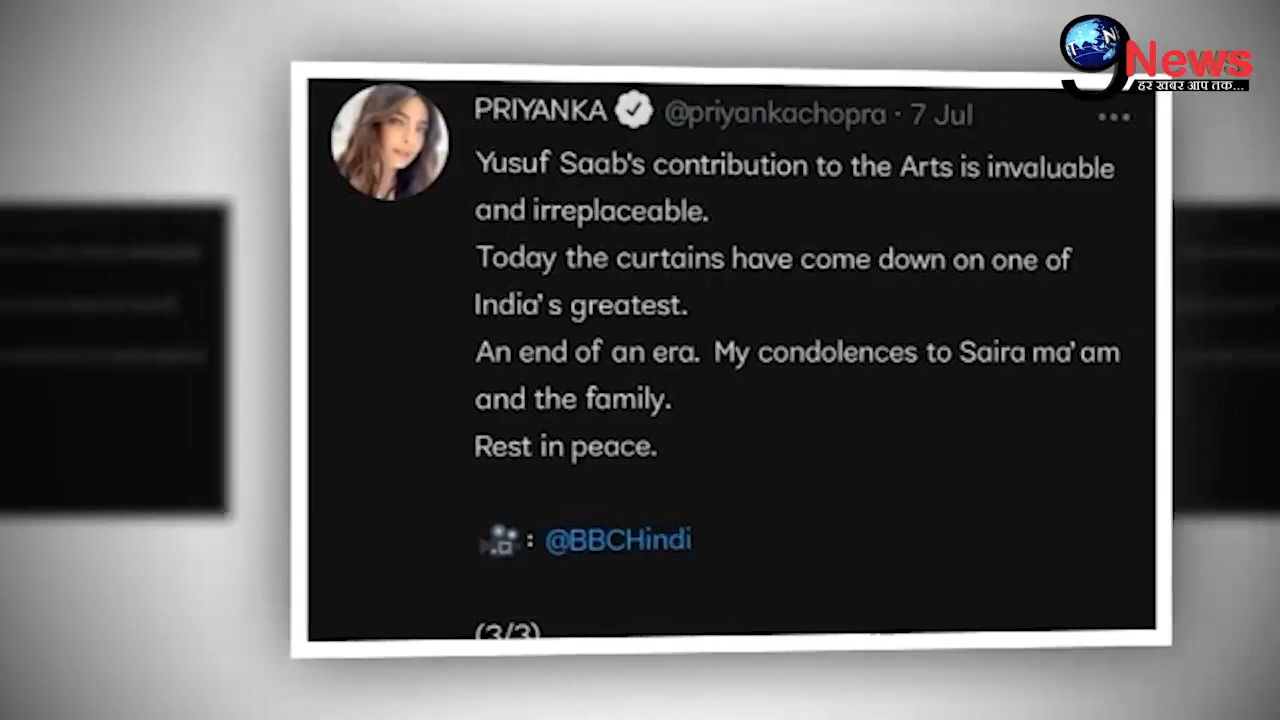 9 News
हर खबर आप तक...
PRIYANKA @priyankachopra · 7 Jul
Yusuf Saab's contribution to the Arts is invaluable
and irreplaceable.
Today the curtains have come down on one of
India's greatest.
An end of an era. My condolences to Saira ma'am
and the family.
Rest in peace.
: @BBCHindi
(3/3)